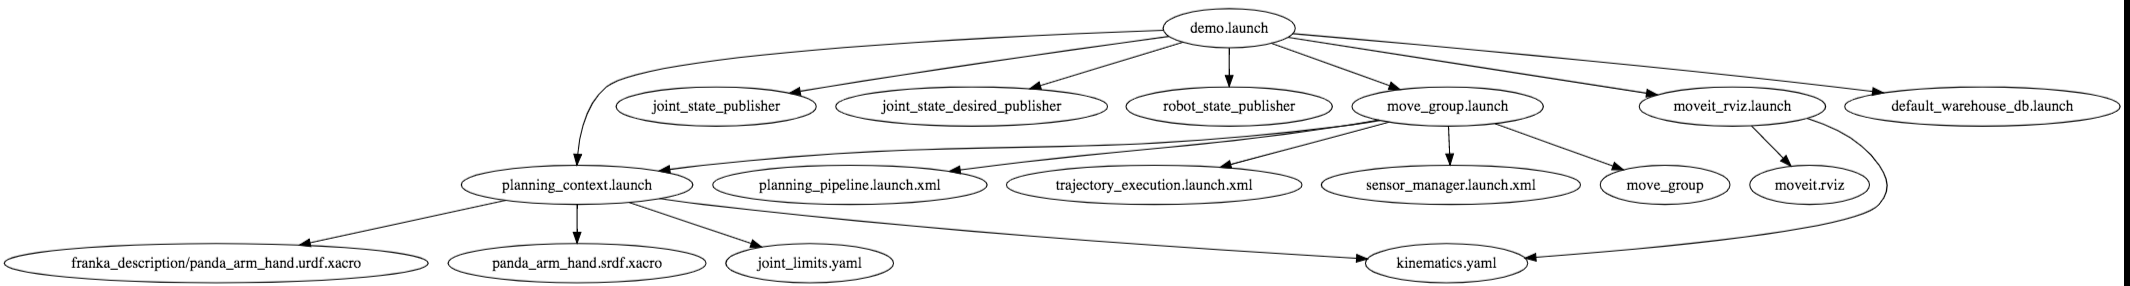 demo.launch
joint_state_publisher
joint_state_desired_publisher
robot_state_publisher
move_group.launch
moveit_rviz.launch
default_warehouse_db.launch
planning_context.launch
planning_pipeline.launch.xml
trajectory_execution.launch.xml
sensor_manager.launch.xml
move_group
moveit.rviz
franka_description/panda_arm_hand.urdf.xacro
panda_arm_hand.srdf.xacro
joint_limits.yaml
kinematics.yaml